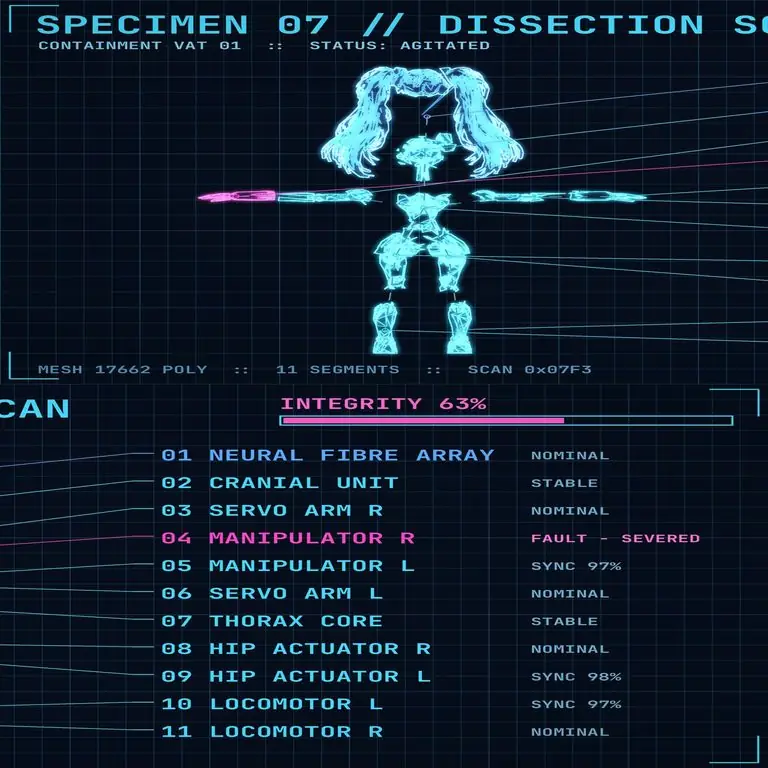 SPECIMEN 07 // DISSECTION SC
CONTAINMENT VAT 01 :: STATUS: AGITATED
MESH 17662 POLY :: 11 SEGMENTS :: SCAN 0x07F3
CAN
INTEGRITY 63%
01 NEURAL FIBRE ARRAY NOMINAL
02 CRANIAL UNIT STABLE
03 SERVO ARM R NOMINAL
04 MANIPULATOR R FAULT - SEVERED
05 MANIPULATOR L SYNC 97%
06 SERVO ARM L NOMINAL
07 THORAX CORE STABLE
08 HIP ACTUATOR R NOMINAL
09 HIP ACTUATOR L SYNC 98%
10 LOCOMOTOR L SYNC 97%
11 LOCOMOTOR R NOMINAL